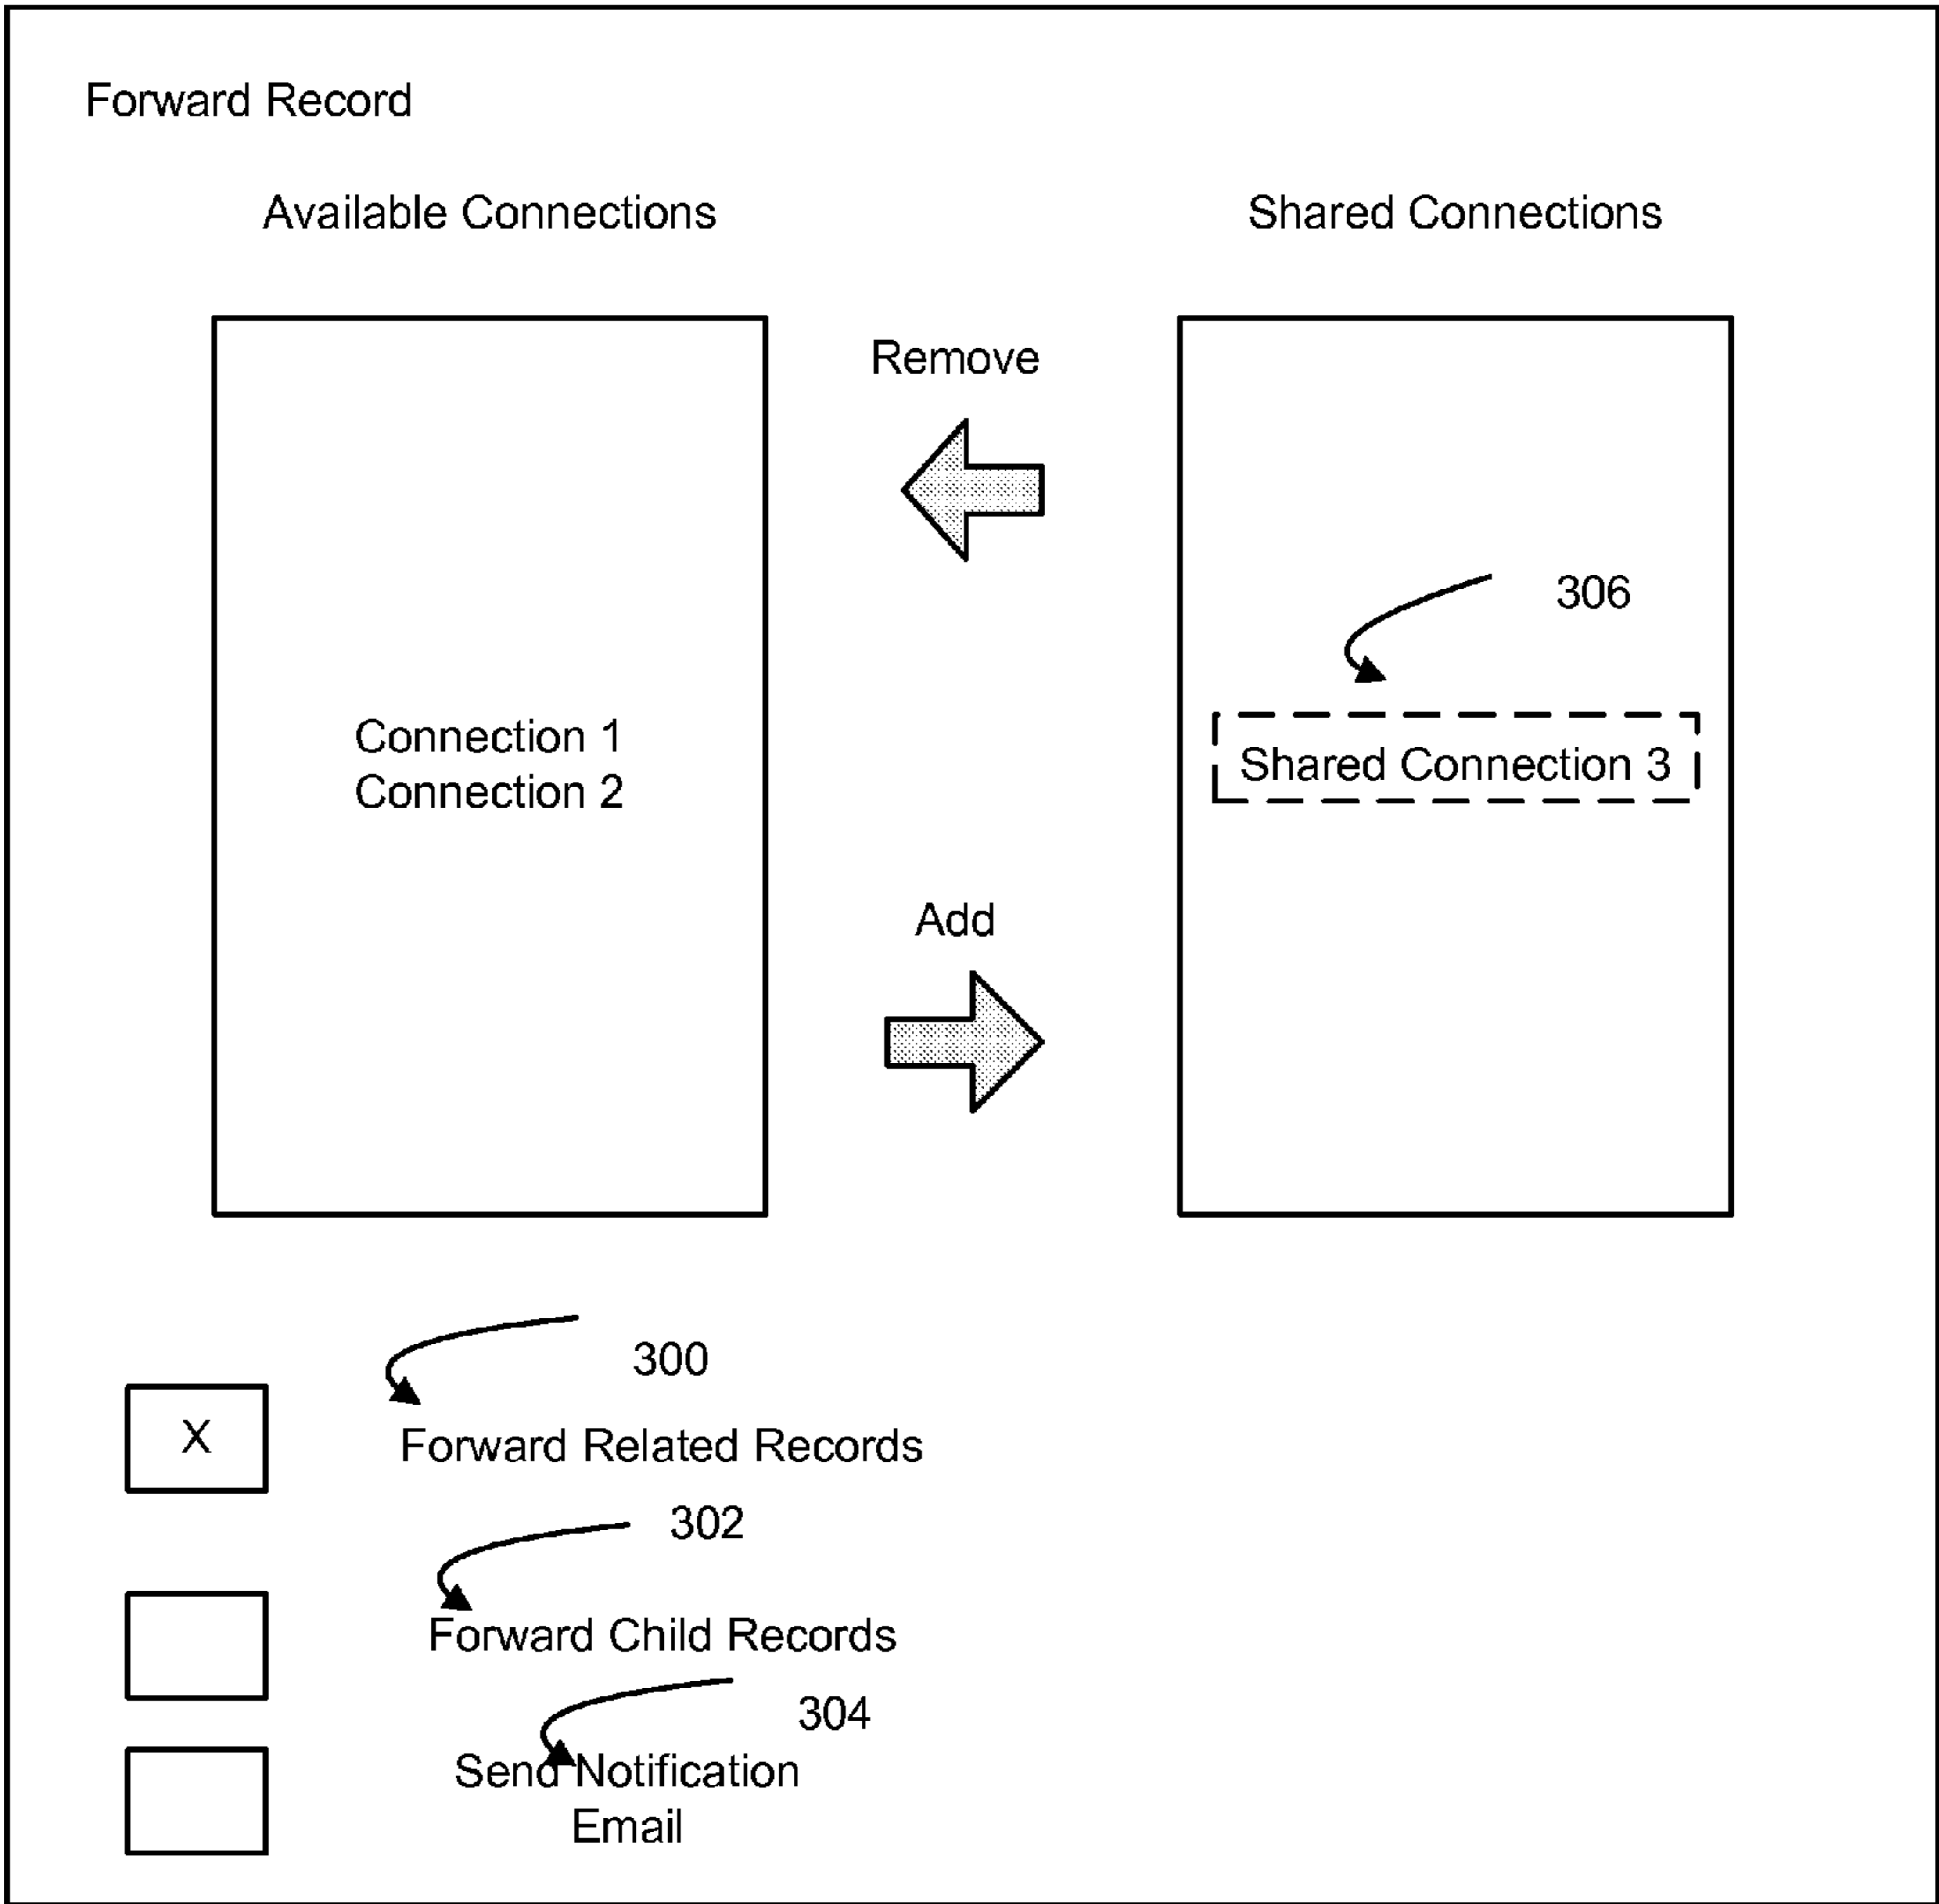 Forward Record
Available Connections
Shared Connections
Remove
306
Connection 1
Connection 2
Shared Connection 3
Add
300
X
Forward Related Records
302
Forward Child Records
304
Send Notification
Email